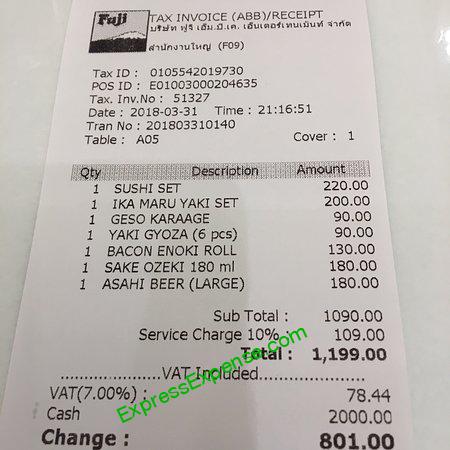 Fuji
TAX INVOICE (ABB)/RECEIPT
บริษัท ฟูจิ เอ็ม.บี.เค. เอ็นเตอร์เทนเม้นท์ จำกัด
สำนักงานใหญ่ (F09)
Tax ID : 0105542019730
POS ID : E01003000204635
Tax. Inv.No : 51327
Date : 2018-03-31 Time : 21:16:51
Tran No : 201803310140
Table : A05 Cover : 1
Qty Description Amount
1 SUSHI SET 220.00
1 IKA MARU YAKI SET 200.00
1 GESO KARAAGE 90.00
1 YAKI GYOZA (6 pcs) 90.00
1 BACON ENOKI ROLL 130.00
1 SAKE OZEKI 180 ml 180.00
1 ASAHI BEER (LARGE) 180.00
Sub Total : 1090.00
Service Charge 10% : 109.00
Total : 1,199.00
....................VAT Included.....................
VAT(7.00%) : 78.44
Cash 2000.00
Change : 801.00
ExpressExpense.com